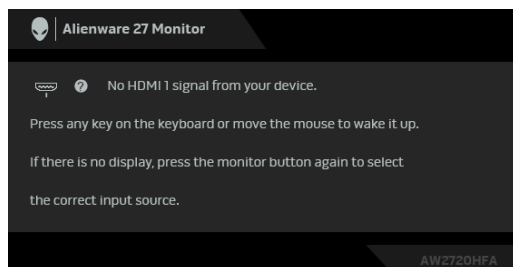 Alienware 27 Monitor
? No HDMI 1 signal from your device.
Press any key on the keyboard or move the mouse to wake it up.
If there is no display, press the monitor button again to select
the correct input source.
AW2720HFA